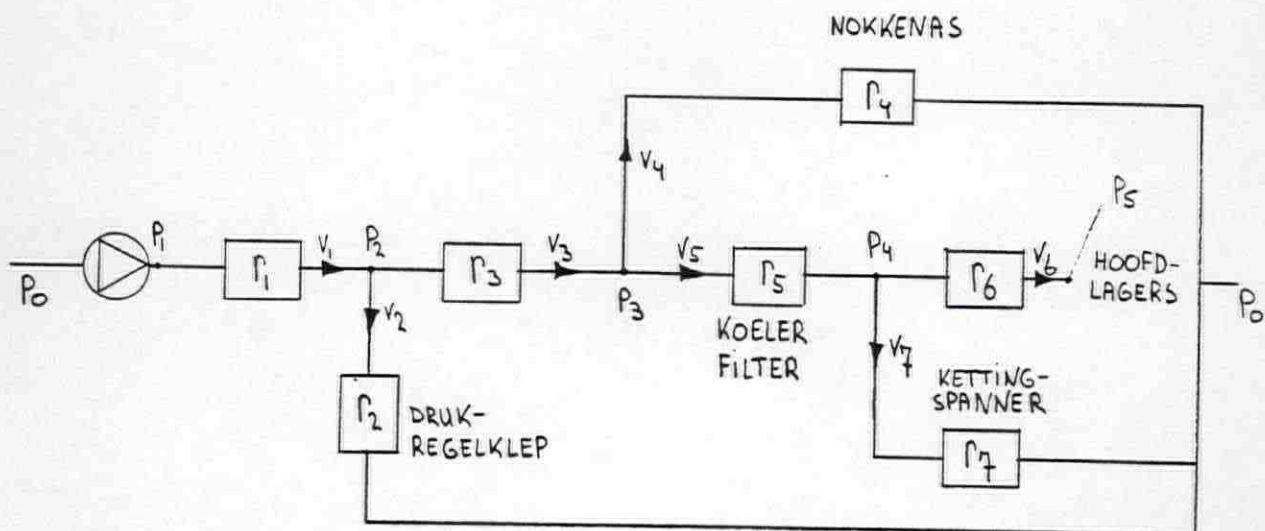 NOKKENAS
r4
V4
P5
P0
P1
r1
V1
P2
r3
V3
V5
r5
P4
r6
V6
HOOFD-
LAGERS
P0
P3
V2
KOELER
FILTER
V7
KETTING-
SPANNER
r2
DRUK-
REGELKLEP
r7